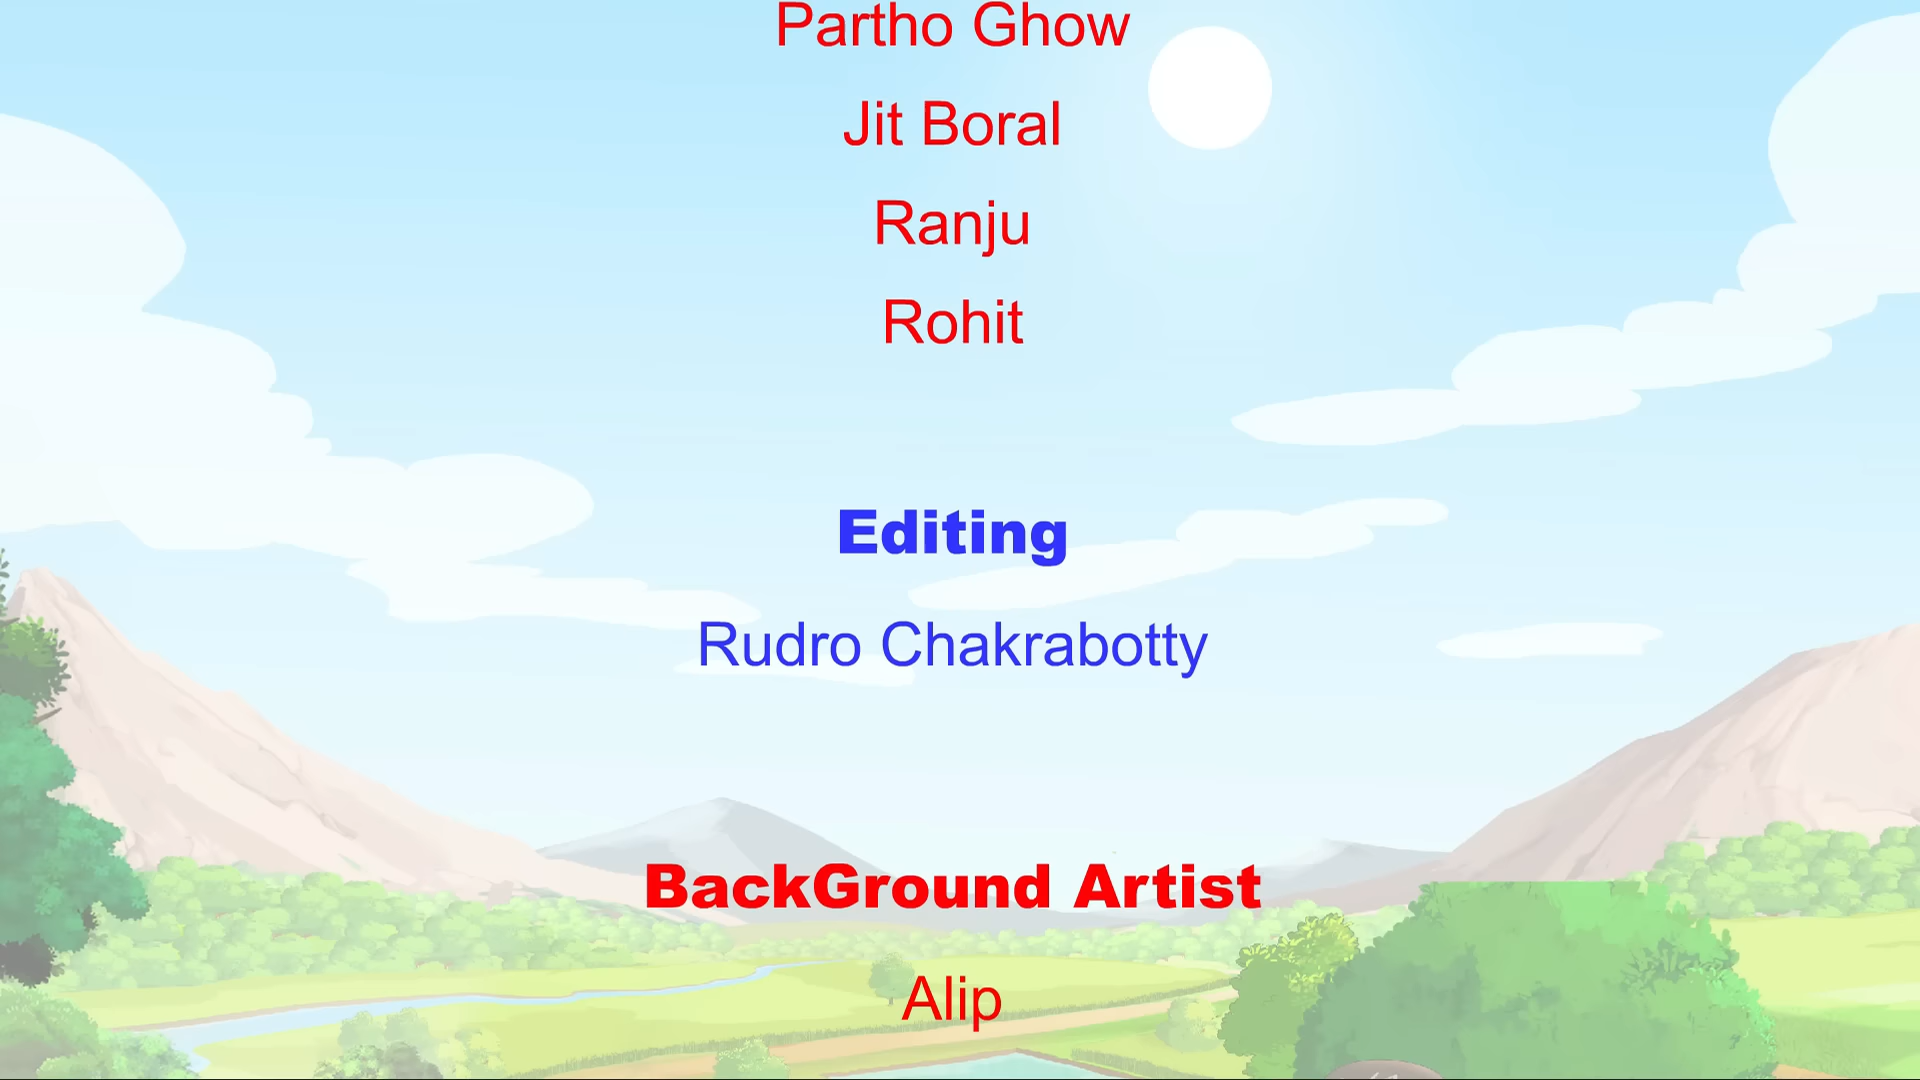 Partho Ghow
Jit Boral
Ranju
Rohit
Editing
Rudro Chakrabotty
BackGround Artist
Alip